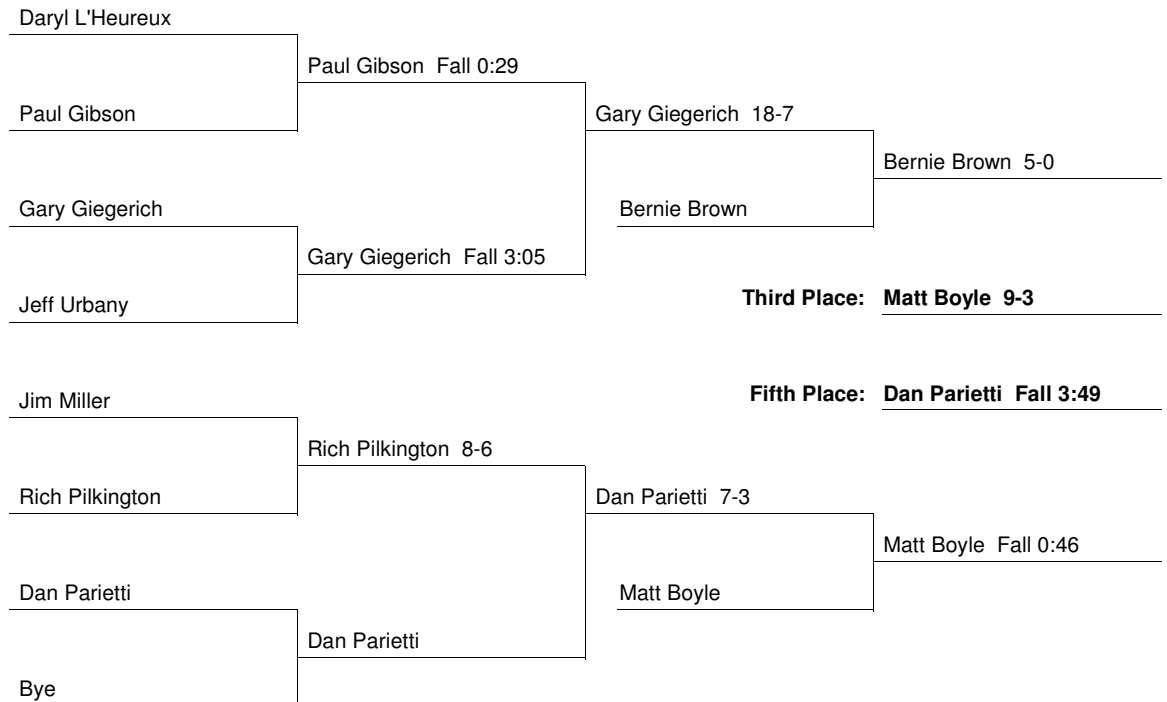 Daryl L'Heureux
Paul Gibson Fall 0:29
Paul Gibson
Gary Giegerich 18-7
Bernie Brown 5-0
Gary Giegerich
Bernie Brown
Gary Giegerich Fall 3:05
Jeff Urbany
Third Place: Matt Boyle 9-3
Jim Miller
Fifth Place: Dan Parietti Fall 3:49
Rich Pilkington 8-6
Rich Pilkington
Dan Parietti 7-3
Matt Boyle Fall 0:46
Dan Parietti
Matt Boyle
Dan Parietti
Bye